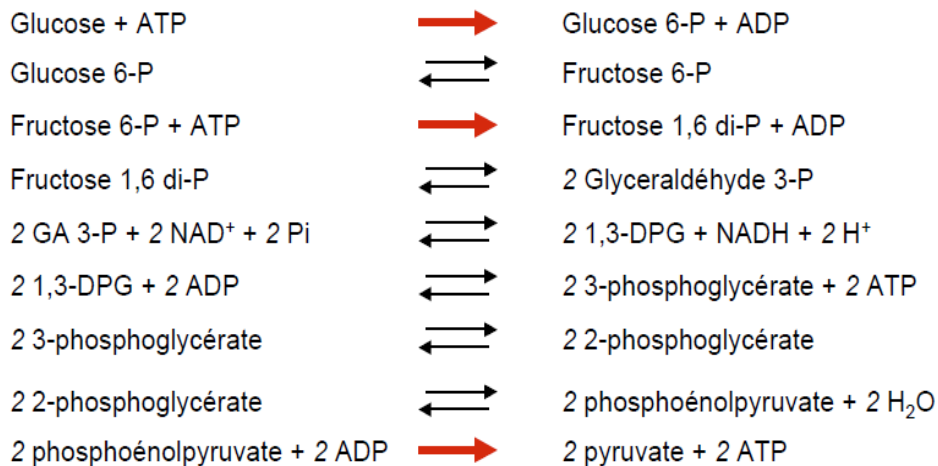 Glucose + ATP → Glucose 6-P + ADP
Glucose 6-P ⇄ Fructose 6-P
Fructose 6-P + ATP → Fructose 1,6 di-P + ADP
Fructose 1,6 di-P ⇄ 2 Glyceraldéhyde 3-P
2 GA 3-P + 2 NAD⁺ + 2 Pi ⇄ 2 1,3-DPG + NADH + 2 H⁺
2 1,3-DPG + 2 ADP ⇄ 2 3-phosphoglycérate + 2 ATP
2 3-phosphoglycérate ⇄ 2 2-phosphoglycérate
2 2-phosphoglycérate ⇄ 2 phosphoénolpyruvate + 2 H₂O
2 phosphoénolpyruvate + 2 ADP → 2 pyruvate + 2 ATP